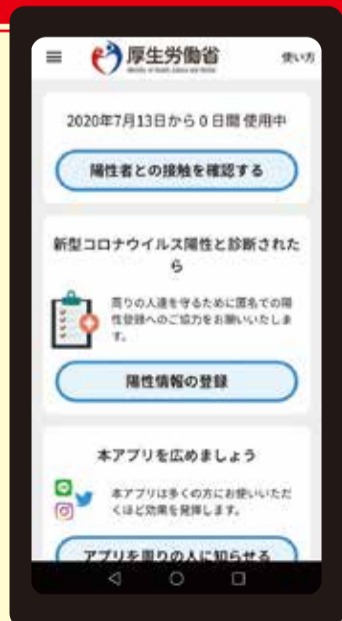 厚生労働省
使い方
2020年7月13日から0日間使用中
陽性者との接触を確認する
新型コロナウイルス陽性と診断された
ら
周りの人達を守るために匿名での陽
性登録へのご協力をお願いいたしま
す。
陽性情報の登録
本アプリを広めましょう
本アプリは多くの方にお使いいただ
くほど効果を発揮します。
アプリを周りの人に知らせる